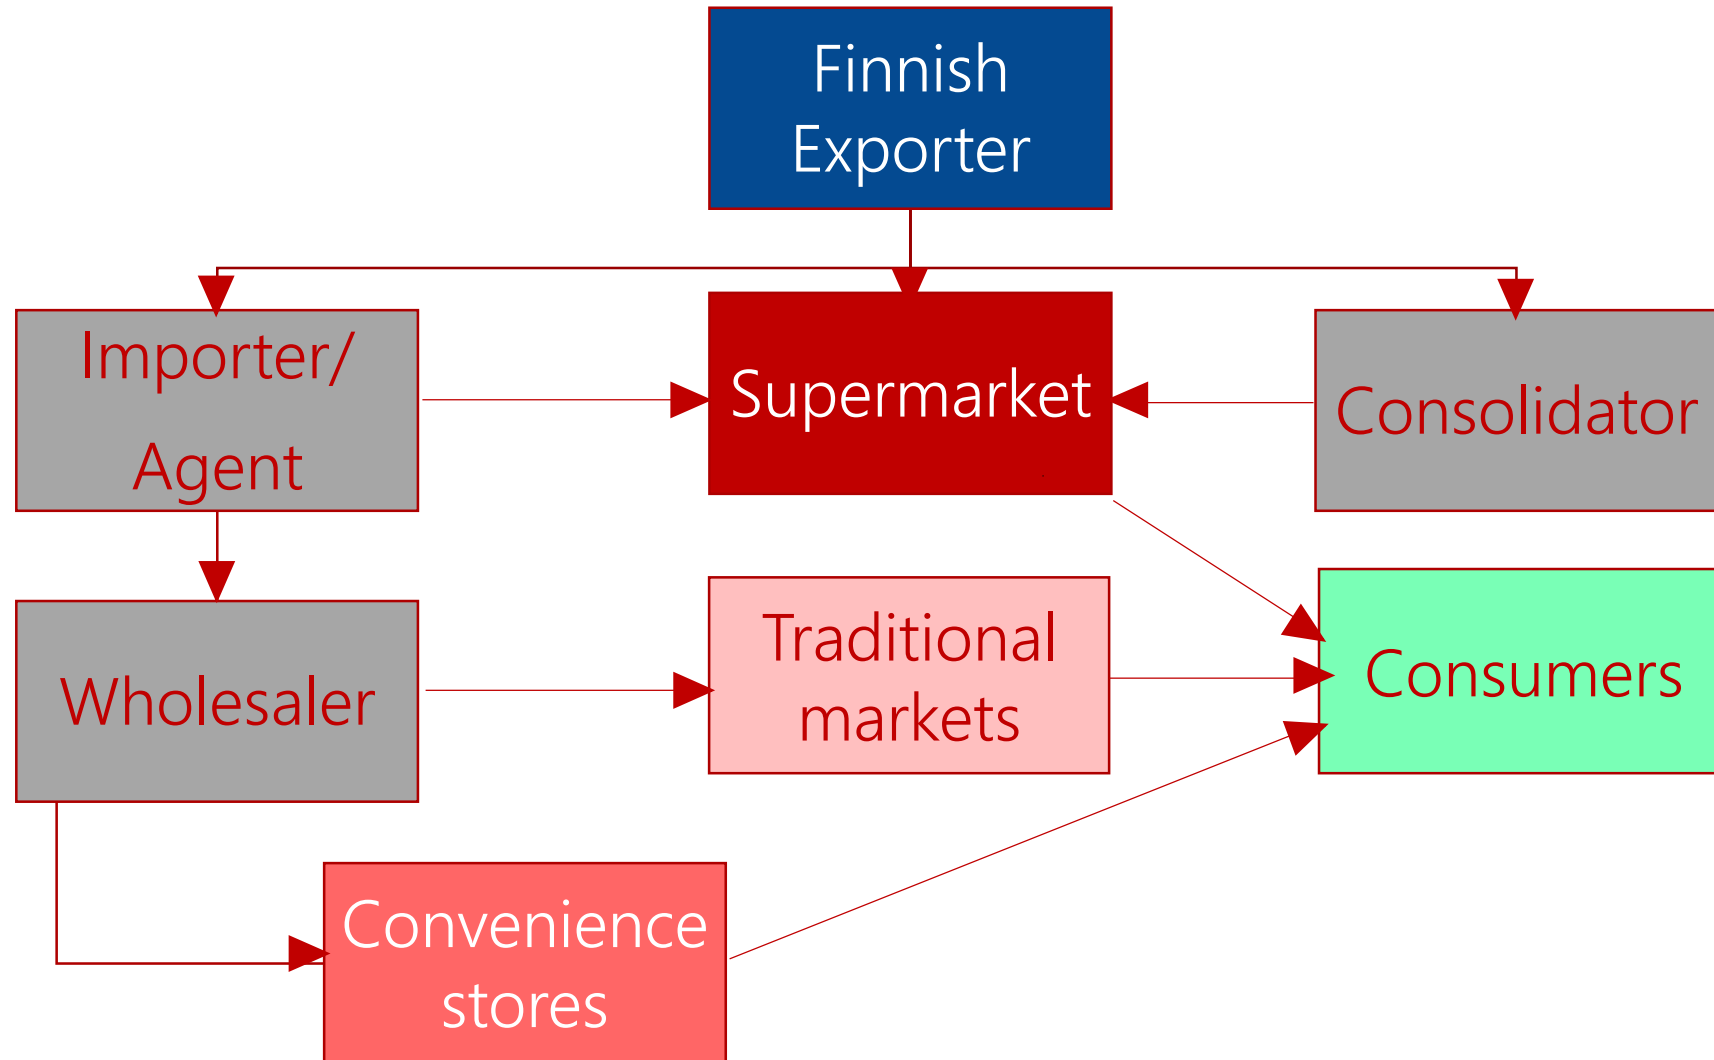 Finnish
Exporter
Importer/
Agent
Supermarket
Consolidator
Wholesaler
Traditional
markets
Consumers
Convenience
stores